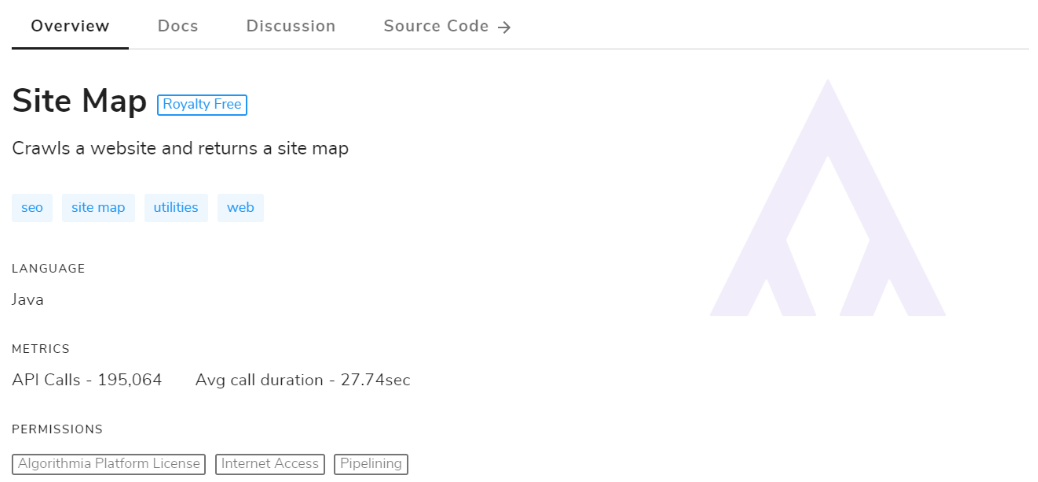 Overview Docs Discussion Source Code →
Site Map Royalty Free
Crawls a website and returns a site map
seo site map utilities web
LANGUAGE
Java
METRICS
API Calls - 195,064 Avg call duration - 27.74sec
PERMISSIONS
Algorithmia Platform License Internet Access Pipelining